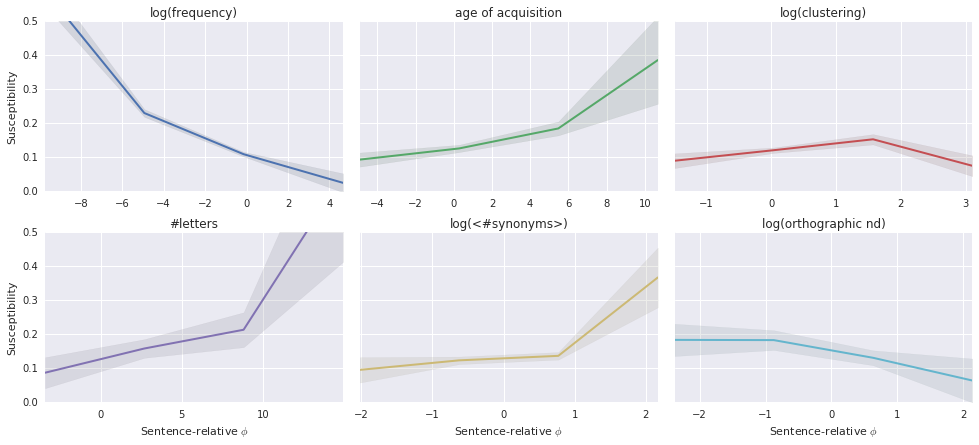 log(frequency)
age of acquisition
log(clustering)
Susceptibility
0.5
0.4
0.3
0.2
0.1
0.0
−8 −6 −4 −2 0 2 4
−4 −2 0 2 4 6 8 10
−1 0 1 2 3
#letters
log(<#synonyms>)
log(orthographic nd)
Susceptibility
0.5
0.4
0.3
0.2
0.1
0.0
0 5 10
−2 −1 0 1 2
−2 −1 0 1 2
Sentence-relative ϕ
Sentence-relative ϕ
Sentence-relative ϕ